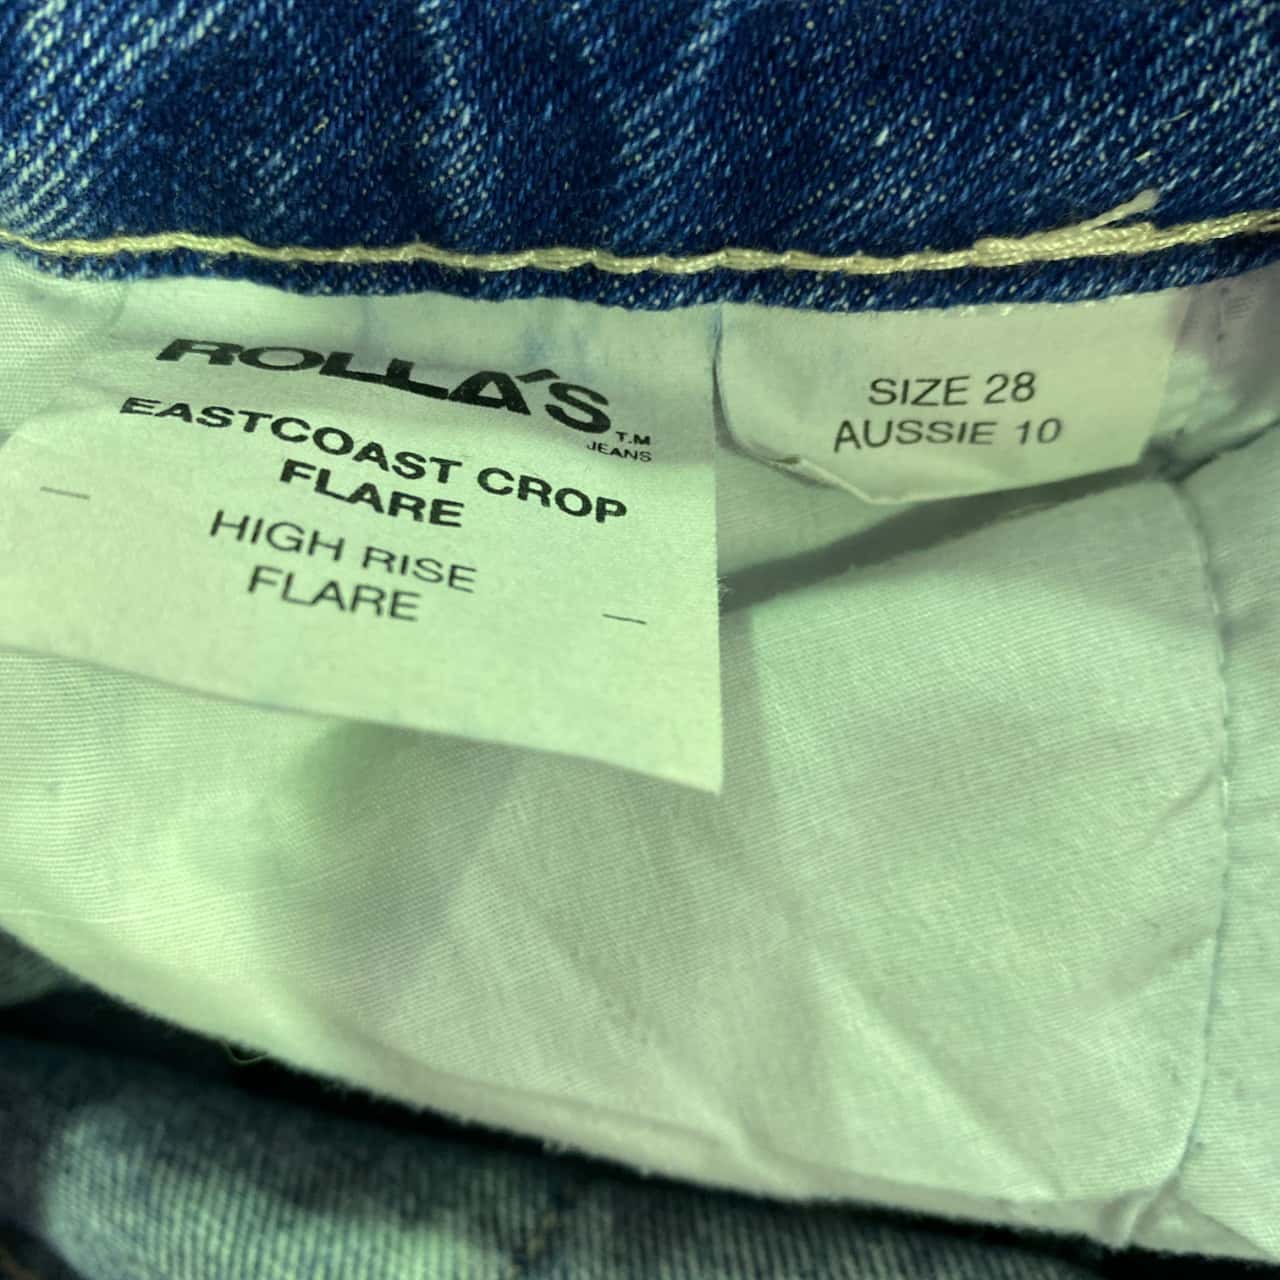 ROLLA'S
T.M
JEANS
EASTCOAST CROP
FLARE
HIGH RISE
FLARE
SIZE 28
AUSSIE 10